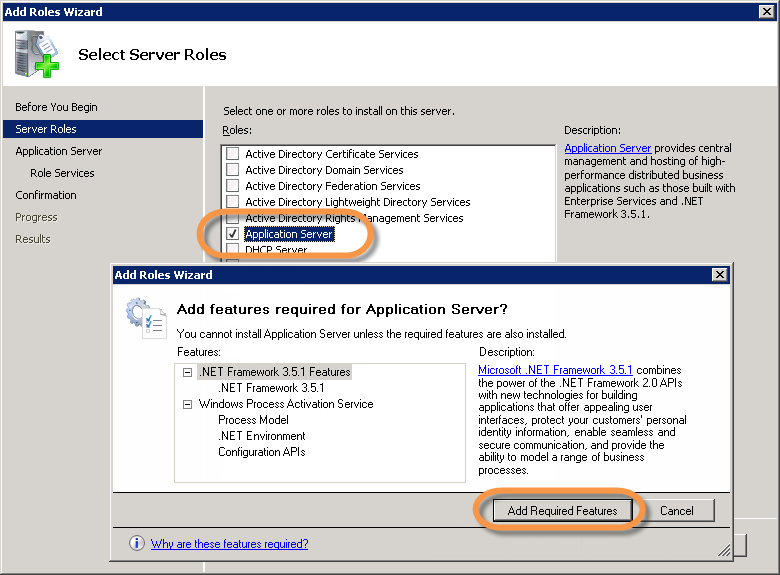 Add Roles Wizard
Select Server Roles
Before You Begin
Server Roles
Application Server
Role Services
Confirmation
Progress
Results
Select one or more roles to install on this server.
Roles:
Active Directory Certificate Services
Active Directory Domain Services
Active Directory Federation Services
Active Directory Lightweight Directory Services
Active Directory Rights Management Services
Application Server
DHCP Server
Description:
Application Server provides central
management and hosting of high-
performance distributed business
applications such as those built with
Enterprise Services and .NET
Framework 3.5.1.
Add Roles Wizard
Add features required for Application Server?
You cannot install Application Server unless the required features are also installed.
Features:
.NET Framework 3.5.1 Features
.NET Framework 3.5.1
Windows Process Activation Service
Process Model
.NET Environment
Configuration APIs
Description:
Microsoft .NET Framework 3.5.1 combines
the power of the .NET Framework 2.0 APIs
with new technologies for building
applications that offer appealing user
interfaces, protect your customers' personal
identity information, enable seamless and
secure communication, and provide the
ability to model a range of business
processes.
Add Required Features
Cancel
Why are these features required?